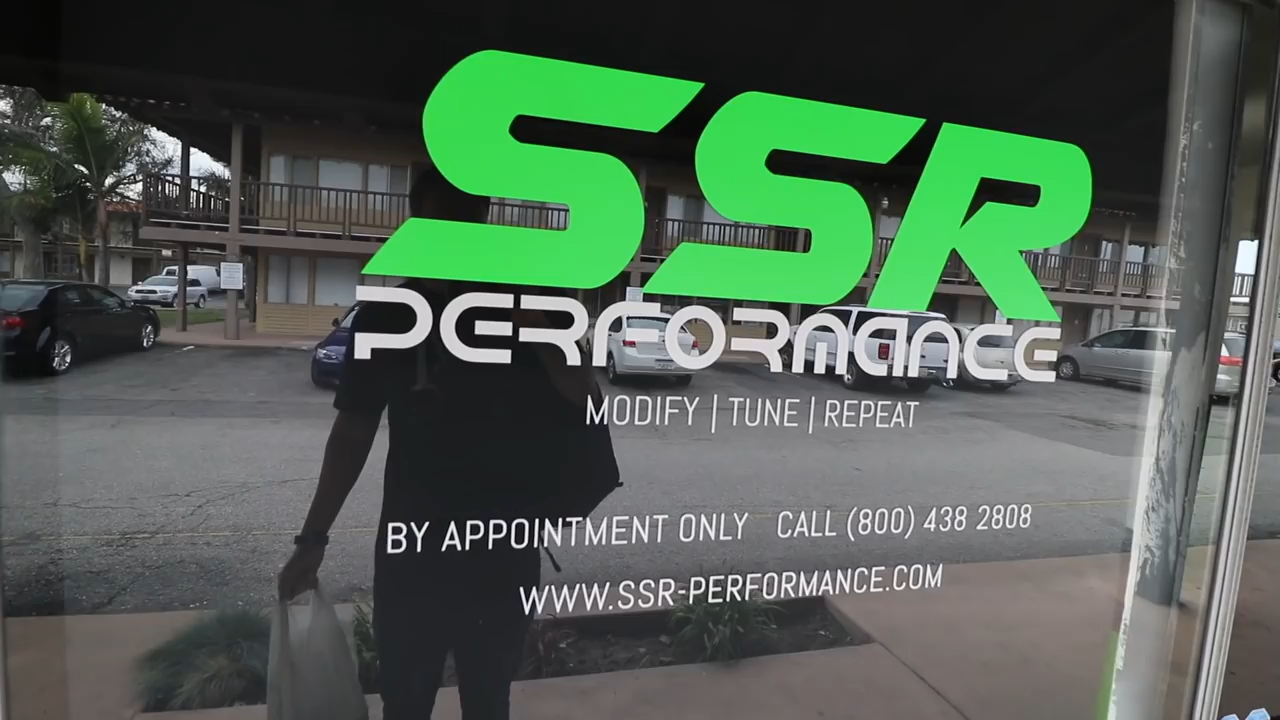 SSR
PERFORMANCE
MODIFY | TUNE | REPEAT
BY APPOINTMENT ONLY CALL (800) 438 2808
WWW.SSR-PERFORMANCE.COM